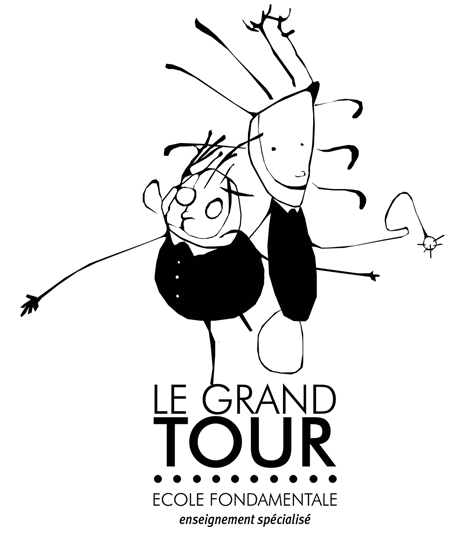 LE GRAND
TOUR
ECOLE FONDAMENTALE
enseignement spécialisé